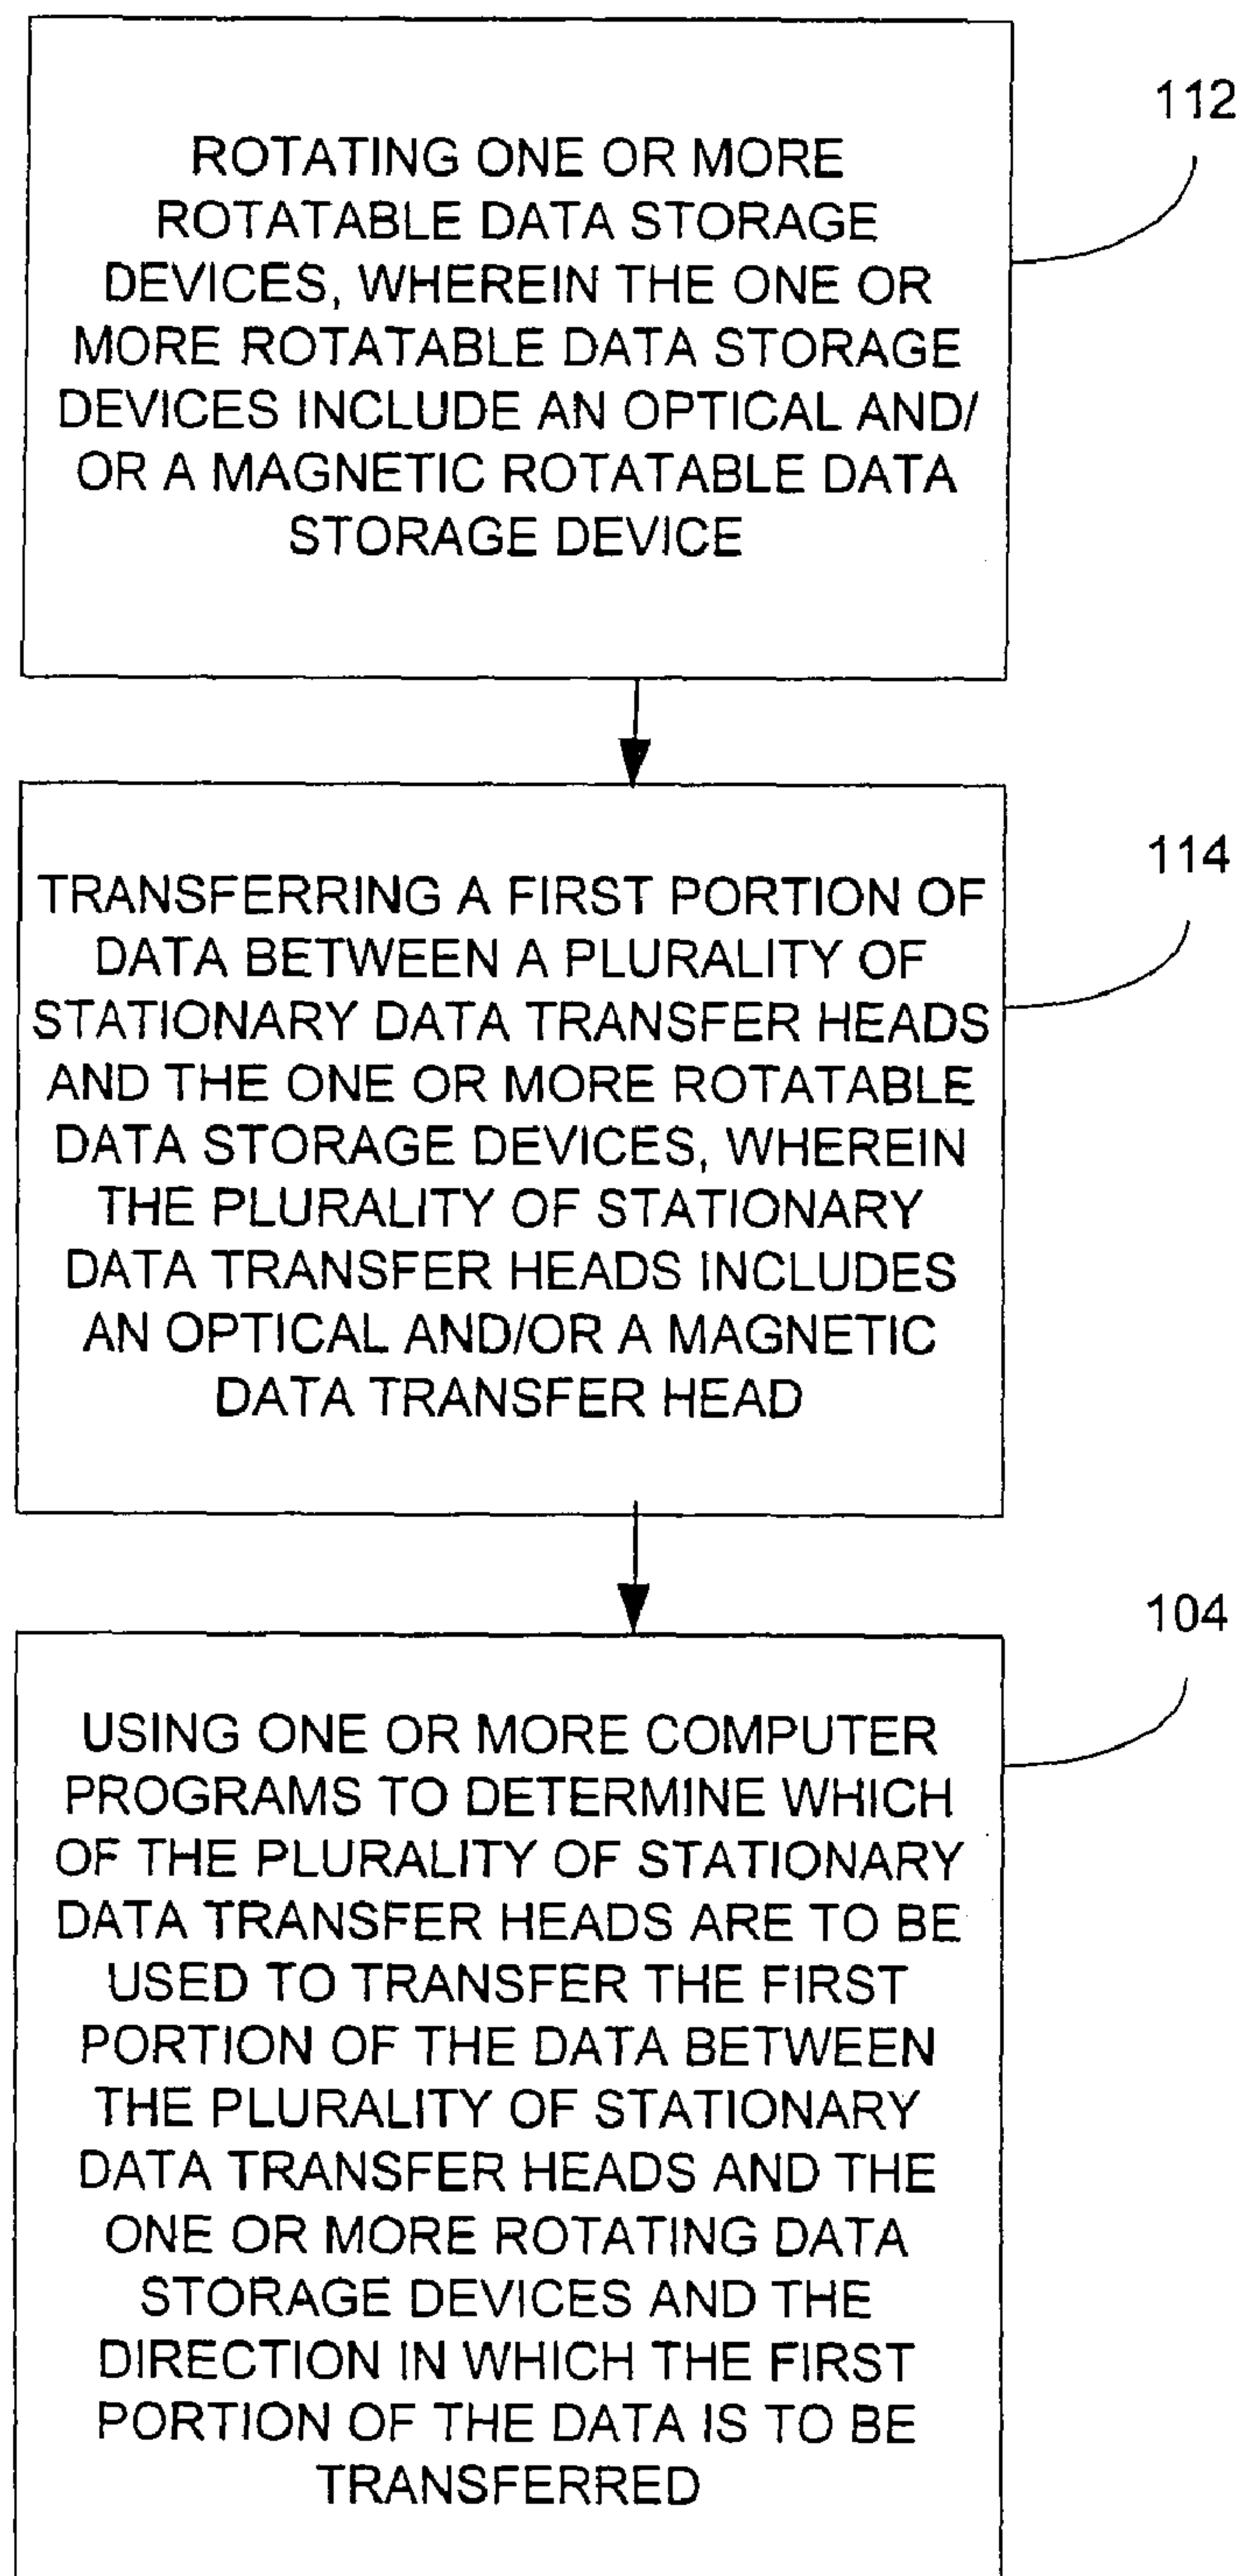 112
ROTATING ONE OR MORE
ROTATABLE DATA STORAGE
DEVICES, WHEREIN THE ONE OR
MORE ROTATABLE DATA STORAGE
DEVICES INCLUDE AN OPTICAL AND/
OR A MAGNETIC ROTATABLE DATA
STORAGE DEVICE
114
TRANSFERRING A FIRST PORTION OF
DATA BETWEEN A PLURALITY OF
STATIONARY DATA TRANSFER HEADS
AND THE ONE OR MORE ROTATABLE
DATA STORAGE DEVICES, WHEREIN
THE PLURALITY OF STATIONARY
DATA TRANSFER HEADS INCLUDES
AN OPTICAL AND/OR A MAGNETIC
DATA TRANSFER HEAD
104
USING ONE OR MORE COMPUTER
PROGRAMS TO DETERMINE WHICH
OF THE PLURALITY OF STATIONARY
DATA TRANSFER HEADS ARE TO BE
USED TO TRANSFER THE FIRST
PORTION OF THE DATA BETWEEN
THE PLURALITY OF STATIONARY
DATA TRANSFER HEADS AND THE
ONE OR MORE ROTATING DATA
STORAGE DEVICES AND THE
DIRECTION IN WHICH THE FIRST
PORTION OF THE DATA IS TO BE
TRANSFERRED